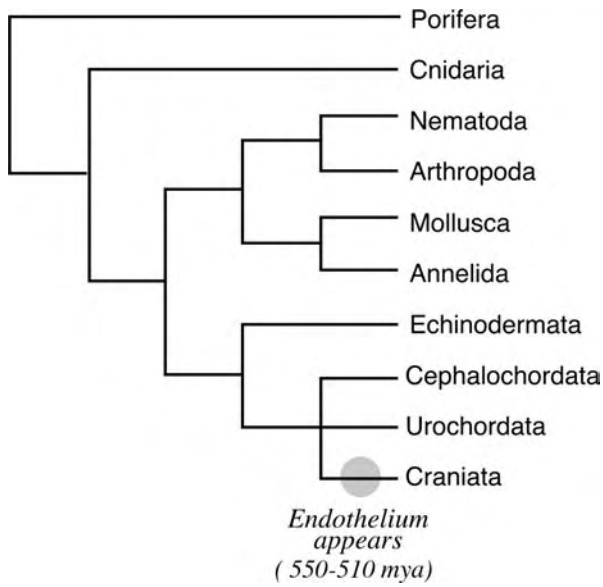 Porifera
Cnidaria
Nematoda
Arthropoda
Mollusca
Annelida
Echinodermata
Cephalochordata
Urochordata
Craniata
Endothelium
appears
( 550-510 mya)